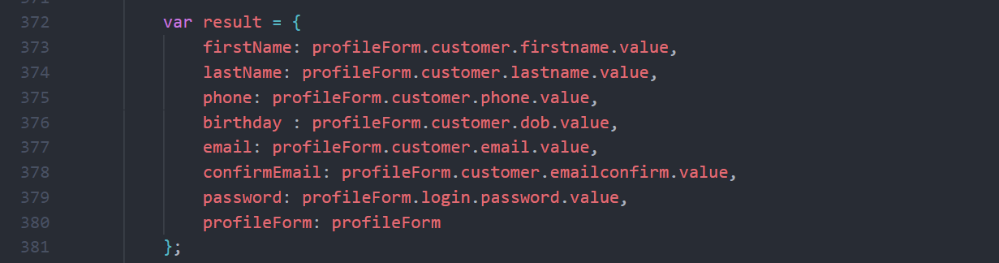 371
372 var result = {
373 firstName: profileForm.customer.firstname.value,
374 lastName: profileForm.customer.lastname.value,
375 phone: profileForm.customer.phone.value,
376 birthday : profileForm.customer.dob.value,
377 email: profileForm.customer.email.value,
378 confirmEmail: profileForm.customer.emailconfirm.value,
379 password: profileForm.login.password.value,
380 profileForm: profileForm
381 };